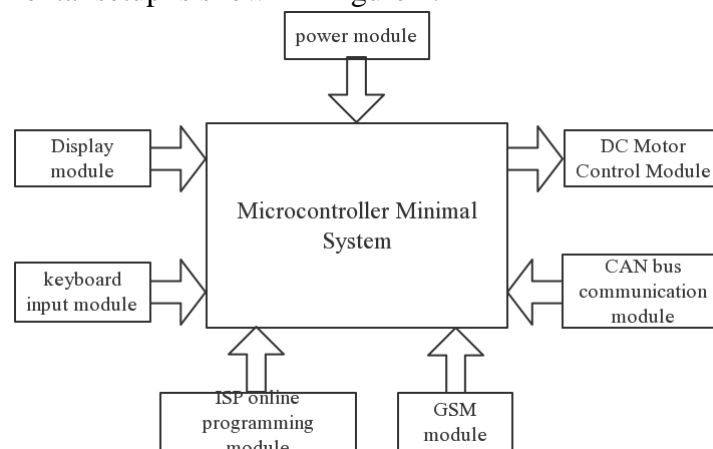 power module
Display
module
DC Motor
Control Module
Microcontroller Minimal
System
keyboard
input module
CAN bus
communication
module
ISP online
programming
module
GSM
module